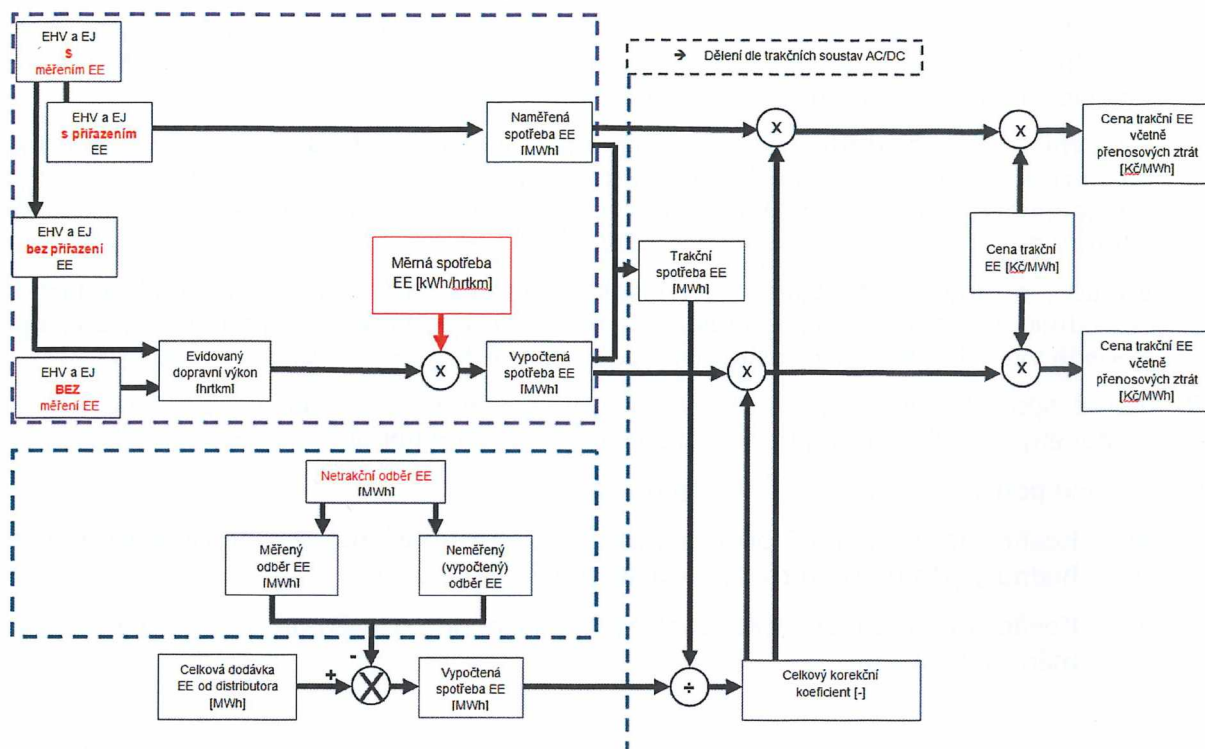 EHV a EJ
S
měřením EE
EHV a EJ
s přiřazením
EE
Naměřená
spotřeba EE
[MWh]
➔ Dělení dle trakčních soustav AC/DC
X
X
Cena trakční EE
včetně
přenosových ztrát
[Kč/MWh]
EHV a EJ
bez přiřazení
EE
Měrná spotřeba
EE [kWh/hrtkm]
Trakční
spotřeba EE
[MWh]
Cena trakční
EE [Kč/MWh]
EHV a EJ
BEZ
měření EE
Evidovaný
dopravní výkon
[hrtkm]
X
Vypočtená
spotřeba EE
[MWh]
X
X
Cena trakční EE
včetně
přenosových ztrát
[Kč/MWh]
Netrakční odběr EE
[MWh]
Měřený
odběr EE
[MWh]
Neměřený
(vypočtený)
odběr EE
Celková dodávka
EE od distributora
[MWh]
+
-
X
Vypočtená
spotřeba EE
[MWh]
÷
Celkový korekční
koeficient [-]